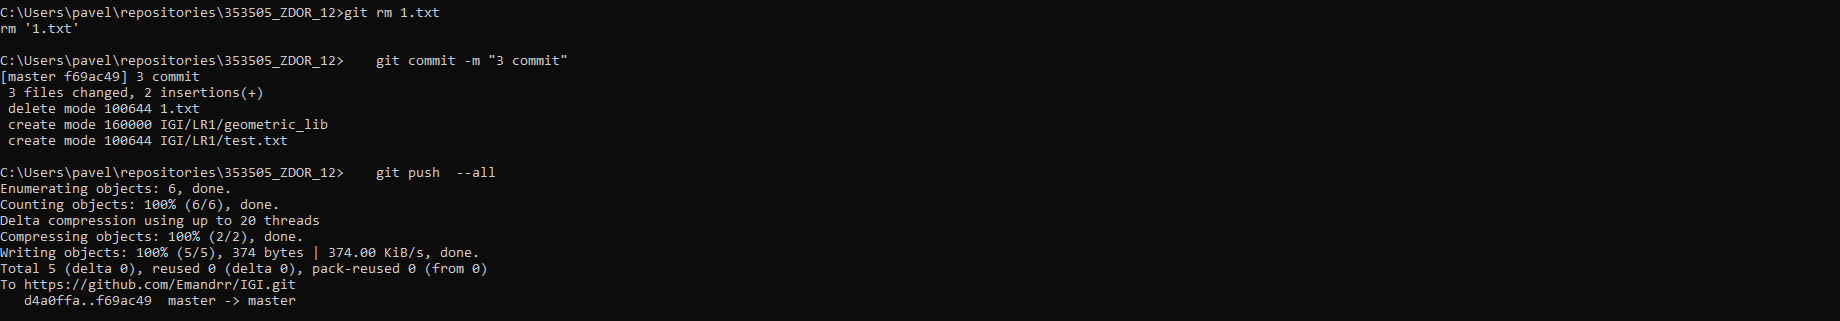 C:\Users\pavel\repositories\353505_ZDOR_12>git rm 1.txt
rm '1.txt'
C:\Users\pavel\repositories\353505_ZDOR_12>    git commit -m "3 commit"
[master f69ac49] 3 commit
 3 files changed, 2 insertions(+)
 delete mode 100644 1.txt
 create mode 160000 IGI/LR1/geometric_lib
 create mode 100644 IGI/LR1/test.txt
C:\Users\pavel\repositories\353505_ZDOR_12>    git push  --all
Enumerating objects: 6, done.
Counting objects: 100% (6/6), done.
Delta compression using up to 20 threads
Compressing objects: 100% (2/2), done.
Writing objects: 100% (5/5), 374 bytes | 374.00 KiB/s, done.
Total 5 (delta 0), reused 0 (delta 0), pack-reused 0 (from 0)
To https://github.com/Emandrr/IGI.git
   d4a0ffa..f69ac49  master -> master